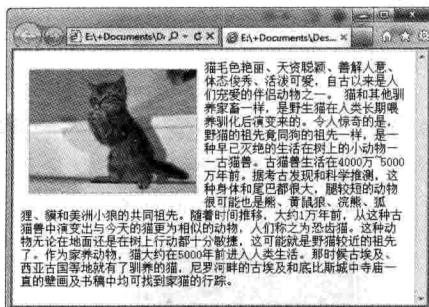 E:\+Documents\D
E:\+Documents\Des...
猫毛色艳丽、天资聪颖、善解人意、
体态俊秀、活泼可爱，自古以来是人
们宠爱的伴侣动物之一。 猫和其他驯
养家畜一样，是野生猫在人类长期喂
养驯化后演变来的。令人惊奇的是，
野猫的祖先竟同狗的祖先一样，是一
种早已灭绝的生活在树上的小动物一
一古猫兽。古猫兽生活在4000万 5000
万年前。据考古发现和科学推测，这
种身体和尾巴都很大，腿较短的动物
很可能也是熊、黄鼠狼、浣熊、狐
狸、獾和美洲小狼的共同祖先。随着时间推移，大约1万年前，从这种古
猫兽中演变出与今天的猫更为相似的动物，人们称之为恐齿猫。这种动
物无论在地面还是在树上行动都十分敏捷，这可能就是野猫较近的祖先
了。作为家养动物，猫大约在5000年前进入人类生活。那时候古埃及、
西亚古国等地就有了驯养的猫，尼罗河畔的古埃及和底比斯城中寺庙一
直的壁画及书稿中均可找到家猫的行踪。